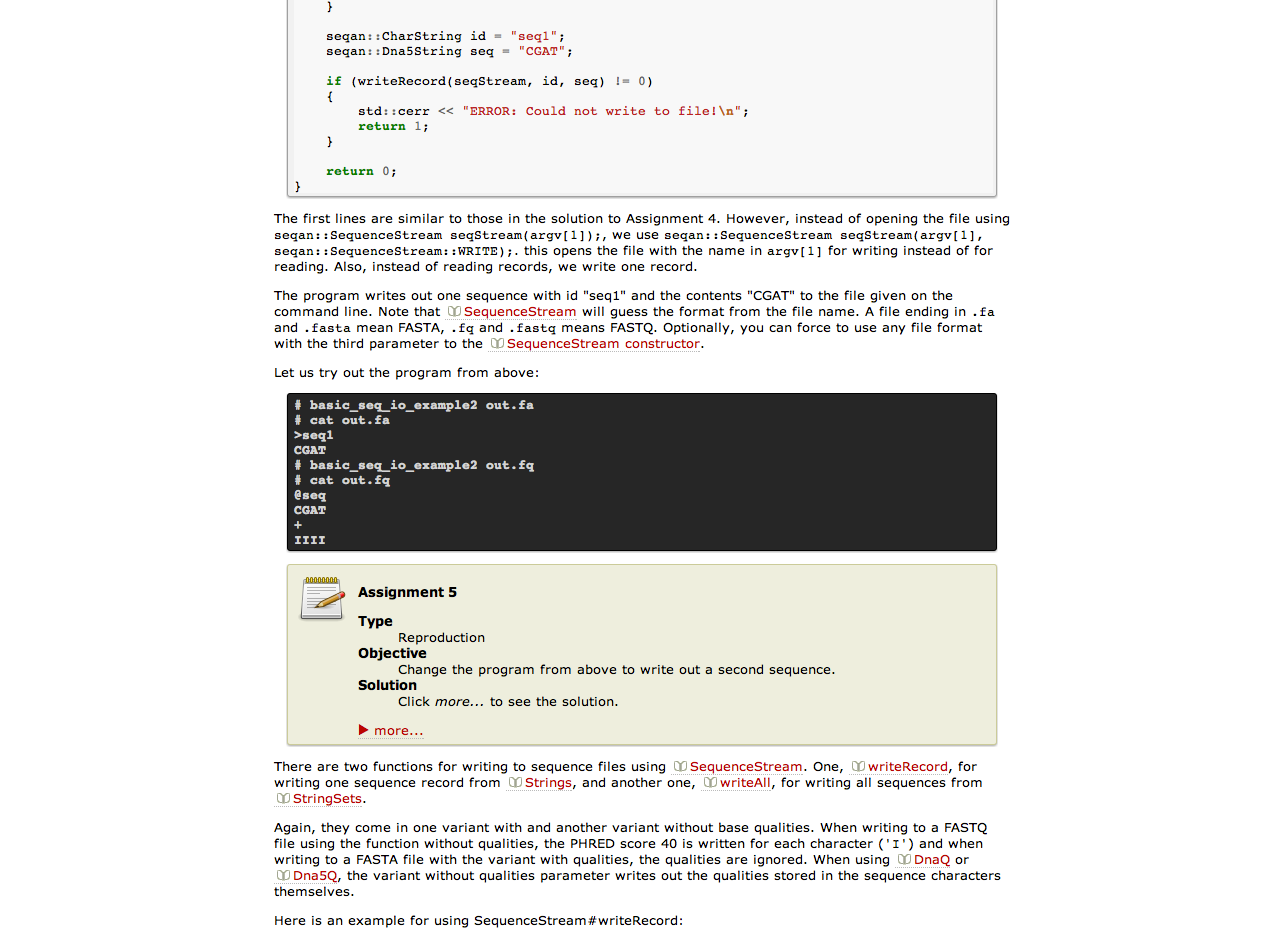 }
seqan::CharString id = "seq1";
seqan::Dna5String seq = "CGAT";
if (writeRecord(seqStream, id, seq) != 0)
{
std::cerr << "ERROR: Could not write to file!\n";
return 1;
}
return 0;
}
The first lines are similar to those in the solution to Assignment 4. However, instead of opening the file using
seqan::SequenceStream seqStream(argv[1]);, we use seqan::SequenceStream seqStream(argv[1],
seqan::SequenceStream::WRITE);. this opens the file with the name in argv[1] for writing instead of for
reading. Also, instead of reading records, we write one record.
The program writes out one sequence with id "seq1" and the contents "CGAT" to the file given on the
command line. Note that SequenceStream will guess the format from the file name. A file ending in .fa
and .fasta mean FASTA, .fq and .fastq means FASTQ. Optionally, you can force to use any file format
with the third parameter to the SequenceStream constructor.
Let us try out the program from above:
# basic_seq_io_example2 out.fa
# cat out.fa
>seq1
CGAT
# basic_seq_io_example2 out.fq
# cat out.fq
@seq
CGAT
+
IIII
Assignment 5
Type
Reproduction
Objective
Change the program from above to write out a second sequence.
Solution
Click more... to see the solution.
more...
There are two functions for writing to sequence files using SequenceStream. One, writeRecord, for
writing one sequence record from Strings, and another one, writeAll, for writing all sequences from
StringSets.
Again, they come in one variant with and another variant without base qualities. When writing to a FASTQ
file using the function without qualities, the PHRED score 40 is written for each character ('I') and when
writing to a FASTA file with the variant with qualities, the qualities are ignored. When using DnaQ or
Dna5Q, the variant without qualities parameter writes out the qualities stored in the sequence characters
themselves.
Here is an example for using SequenceStream#writeRecord: